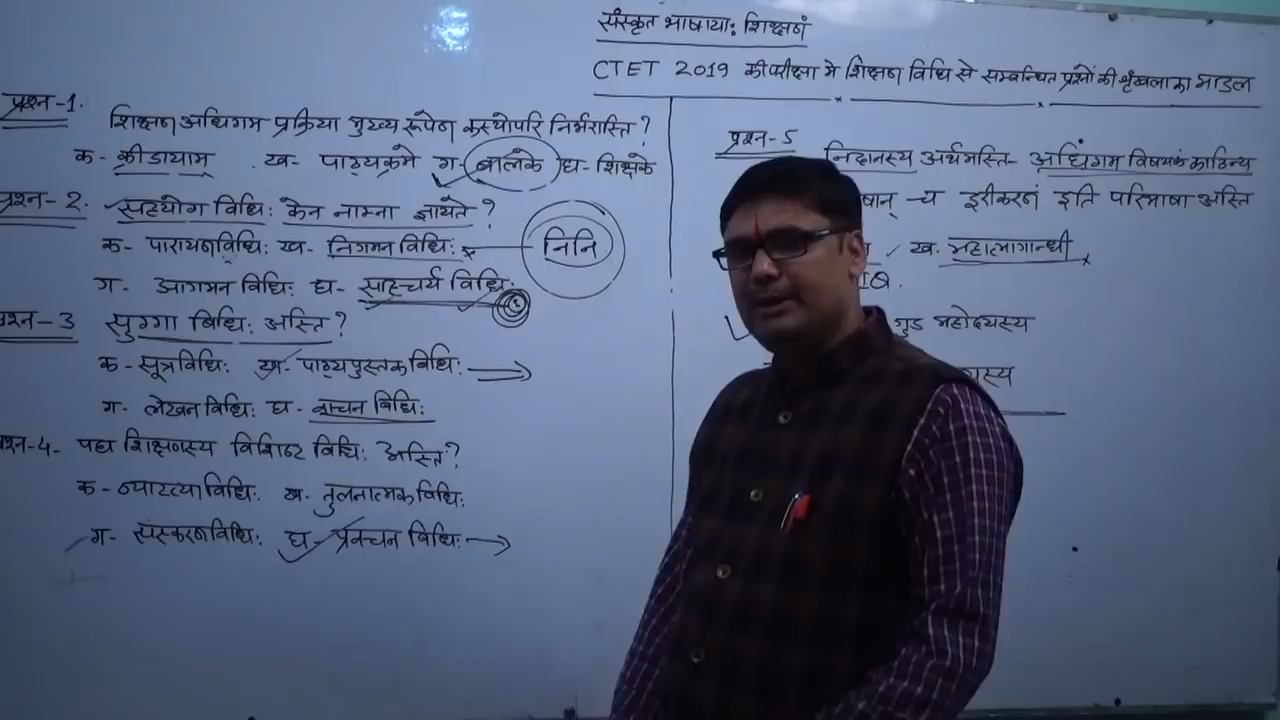 संस्कृत भाषाया: शिक्षणं
CTET 2019 की परीक्षा मे शिक्षण विधि से सम्बन्धित प्रश्नों की शृंखला का माडल
प्रश्न-1.
शिक्षण अधिगम प्रक्रिया मुख्य रूपेण कस्योपरि निर्भरास्ति?
क- क्रीडायाम् ख- पाठ्यक्रमे ग- बालके घ- शिक्षके
प्रश्न-2. सहयोग विधि: केन नाम्ना ज्ञायते?
क- पारायणविधि: ख- निगमन विधि: निनि
ग- आगमन विधि: घ- साहचर्य विधि:
प्रश्न-3 सुग्गा विधि: अस्ति?
क- सूत्रविधि: ख- पाठ्यपुस्तक विधि:
ग- लेखन विधि: घ- वाचन विधि:
प्रश्न-4. पद्य शिक्षणस्य विशिष्ट विधि: अस्ति?
क- व्याख्या विधि: ख- तुलनात्मक विधि:
ग- संस्करणविधि: घ- प्रवचन विधि:
प्रश्न-5
निदानस्य अर्थमस्ति- अधिगम विषयकं काठिन्य
षान् च दूरीकरणं इति परिभाषा अस्ति
ख. महात्मागान्धी
गुड महोदयस्य
यस्य